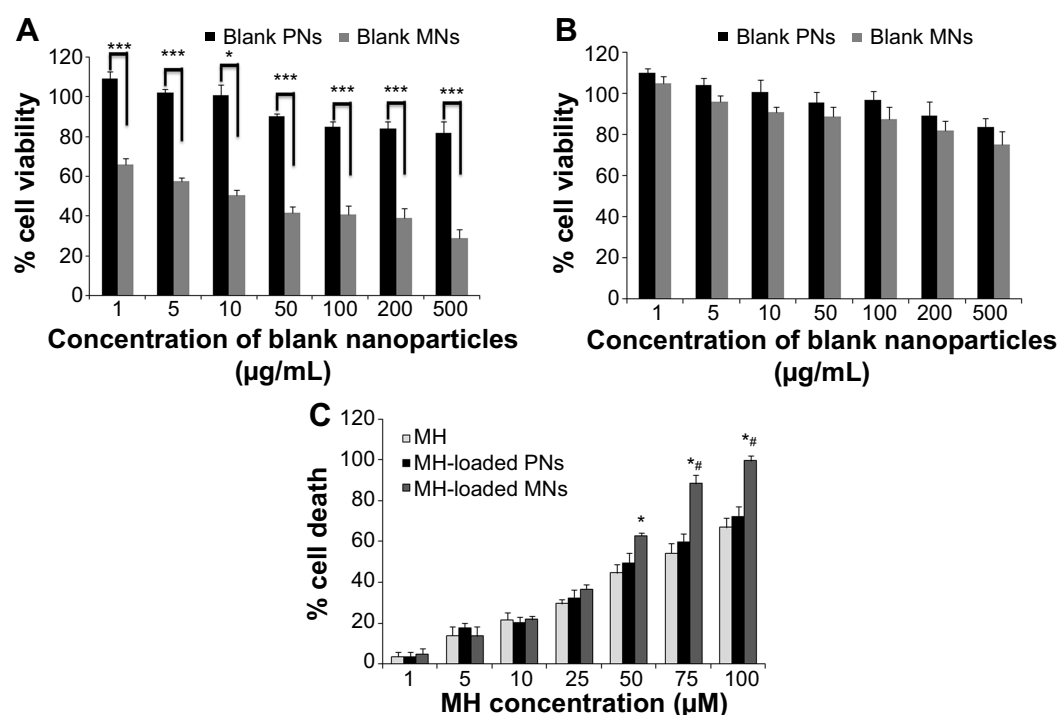 A
Blank PNs Blank MNs
*** *** * *** *** *** ***
120
100
80
60
40
20
0
% cell viability
1 5 10 50 100 200 500
Concentration of blank nanoparticles
(µg/mL)
B
Blank PNs Blank MNs
120
100
80
60
40
20
0
% cell viability
1 5 10 50 100 200 500
Concentration of blank nanoparticles
(µg/mL)
C
MH
MH-loaded PNs
MH-loaded MNs
* *# *#
120
100
80
60
40
20
0
% cell death
1 5 10 25 50 75 100
MH concentration (µM)